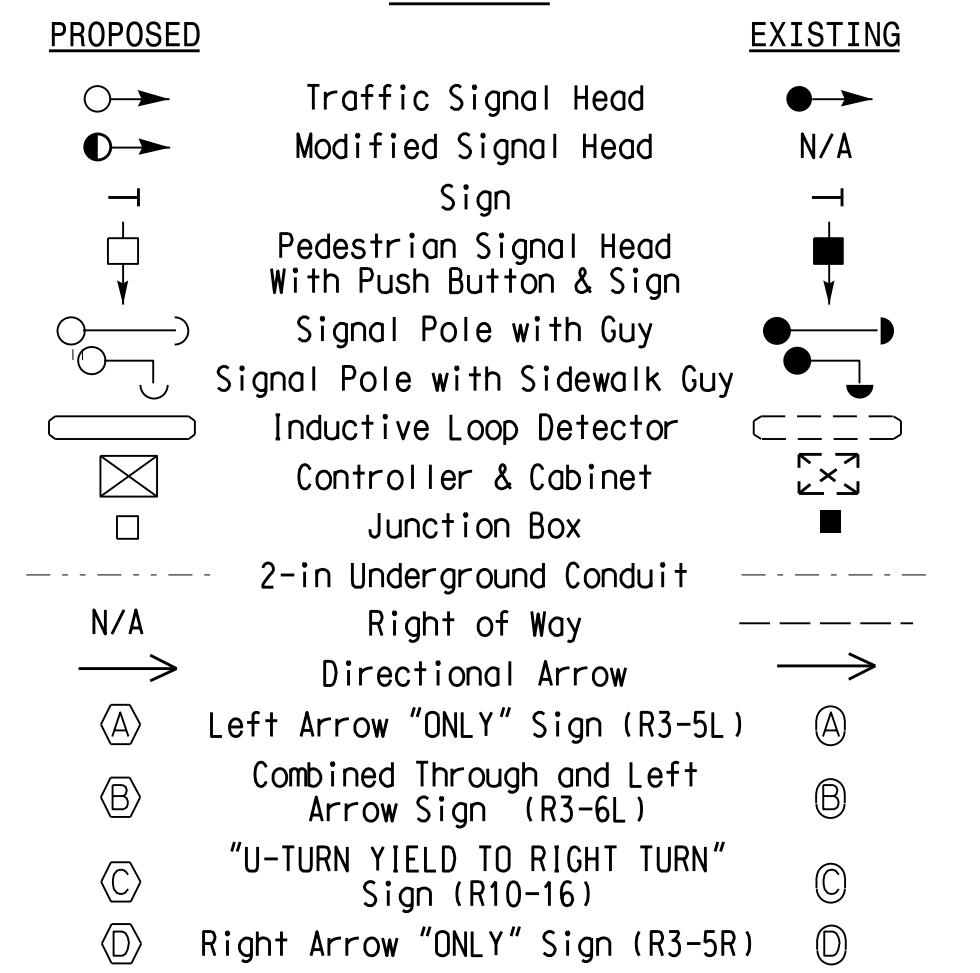 PROPOSED EXISTING
Traffic Signal Head
Modified Signal Head N/A
Sign
Pedestrian Signal Head
With Push Button & Sign
Signal Pole with Guy
Signal Pole with Sidewalk Guy
Inductive Loop Detector
Controller & Cabinet
Junction Box
2-in Underground Conduit
N/A Right of Way
Directional Arrow
A Left Arrow "ONLY" Sign (R3-5L) A
Combined Through and Left
B Arrow Sign (R3-6L) B
"U-TURN YIELD TO RIGHT TURN"
C Sign (R10-16) C
D Right Arrow "ONLY" Sign (R3-5R) D